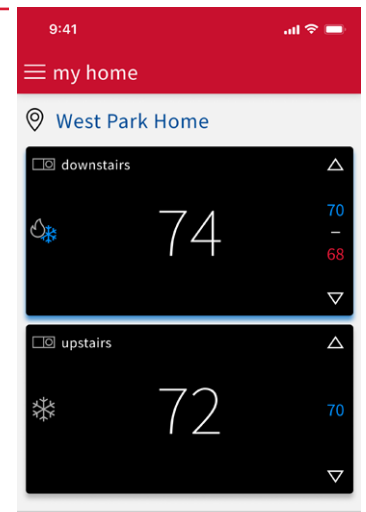 9:41
my home
West Park Home
downstairs
74
70
–
68
upstairs
72
70